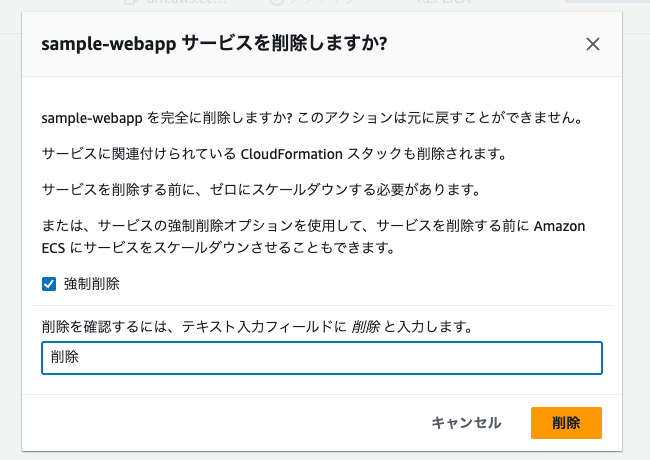 REPLICA
sample-webapp サービスを削除しますか?
sample-webapp を完全に削除しますか? このアクションは元に戻すことができません。
サービスに関連付けられている CloudFormation スタックも削除されます。
サービスを削除する前に、ゼロにスケールダウンする必要があります。
または、サービスの強制削除オプションを使用して、サービスを削除する前に Amazon
ECS にサービスをスケールダウンさせることもできます。
強制削除
削除を確認するには、テキスト入力フィールドに 削除 と入力します。
削除
キャンセル
削除